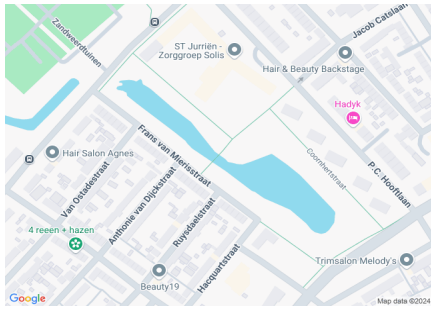 Zandweerdtuinen
ST Jurriën -
Zorggroep Solis
Jacob Catslaan
Hair & Beauty Backstage
Hadyk
Coornhertstraat
P.C. Hooftlaan
Hair Salon Agnes
Frans van Mierisstraat
Van Ostadestraat
Anthonie van Dijckstraat
Ruysdaelstraat
Hacquartstraat
4 reeen + hazen
Beauty19
Trimsalon Melody's
Google
Map data ©2024